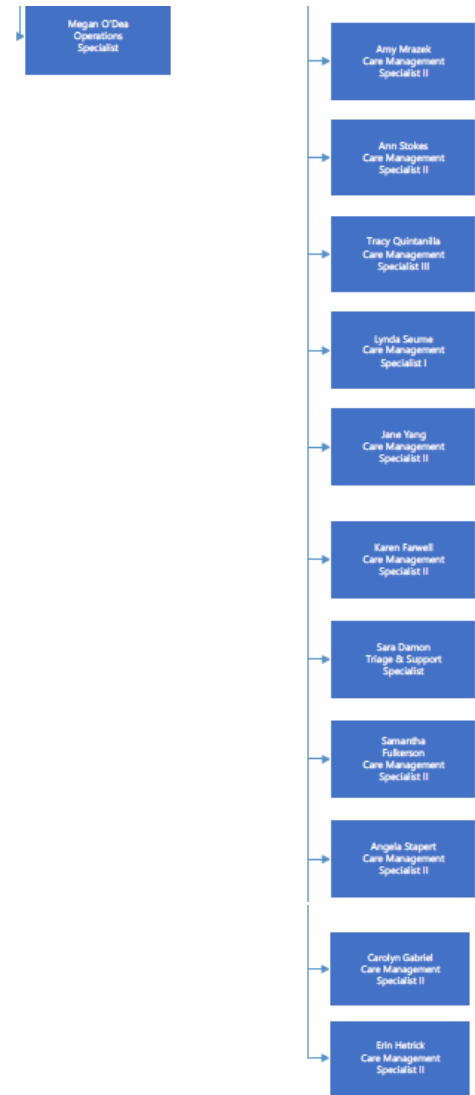 Megan O'Dea
Operations
Specialist
Amy Mrazek
Care Management
Specialist II
Ann Stokes
Care Management
Specialist II
Tracy Quintanilla
Care Management
Specialist III
Lynda Seume
Care Management
Specialist I
Jane Yang
Care Management
Specialist II
Karen Farwell
Care Management
Specialist II
Sara Damon
Triage & Support
Specialist
Samantha
Fulkerson
Care Management
Specialist II
Angela Stapert
Care Management
Specialist II
Carolyn Gabriel
Care Management
Specialist II
Erin Hetrick
Care Management
Specialist II